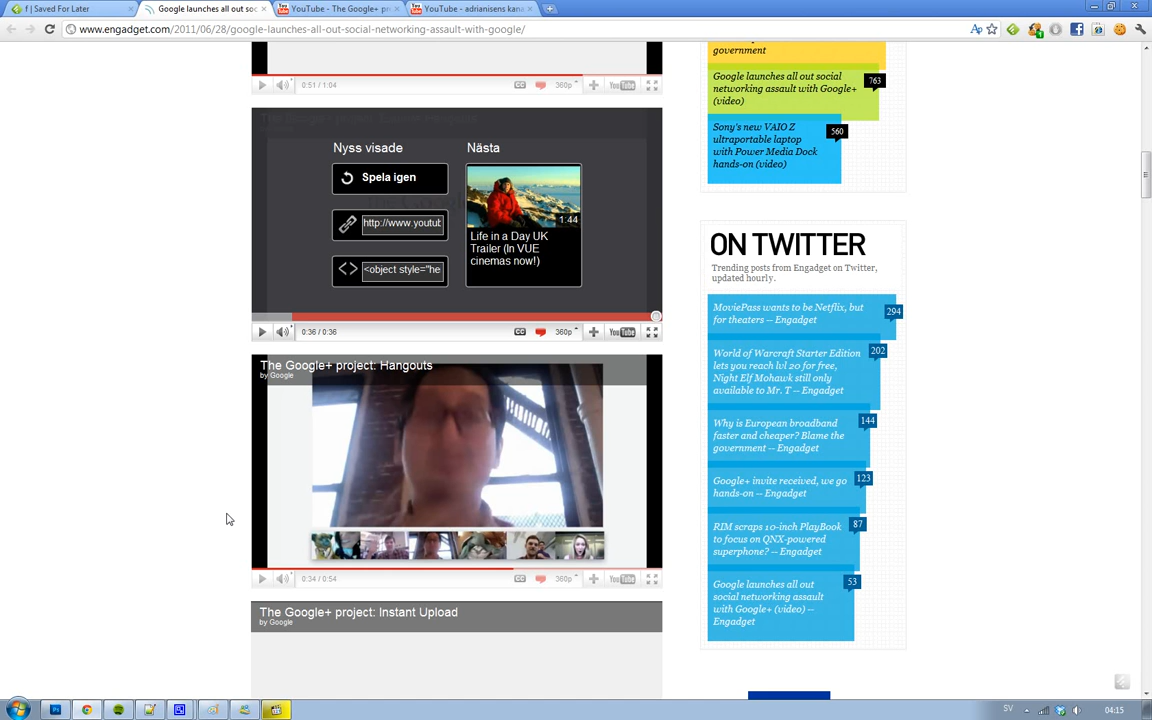 f | Saved For Later
Google launches all out soc
YouTube - The Google+ pr
YouTube - adrianisens kana
www.engadget.com/2011/06/28/google-launches-all-out-social-networking-assault-with-google/
0:51 / 1:04
CC
360p
YouTube
Nyss visade
Nästa
Spela igen
http://www.youtub
<object style="he
1:44
Life in a Day UK
Trailer (In VUE
cinemas now!)
0:36 / 0:36
CC
360p
YouTube
The Google+ project: Hangouts
by Google
0:34 / 0:54
CC
360p
YouTube
The Google+ project: Instant Upload
by Google
government
Google launches all out social
networking assault with Google+
(video)
763
Sony's new VAIO Z
ultraportable laptop
with Power Media Dock
hands-on (video)
560
ON TWITTER
Trending posts from Engadget on Twitter,
updated hourly.
MoviePass wants to be Netflix, but
for theaters -- Engadget
294
World of Warcraft Starter Edition
lets you reach lvl 20 for free,
Night Elf Mohawk still only
available to Mr. T -- Engadget
202
Why is European broadband
faster and cheaper? Blame the
government -- Engadget
144
Google+ invite received, we go
hands-on -- Engadget
123
RIM scraps 10-inch PlayBook
to focus on QNX-powered
superphone? -- Engadget
87
Google launches all out
social networking assault
with Google+ (video) --
Engadget
53
SV
04:15